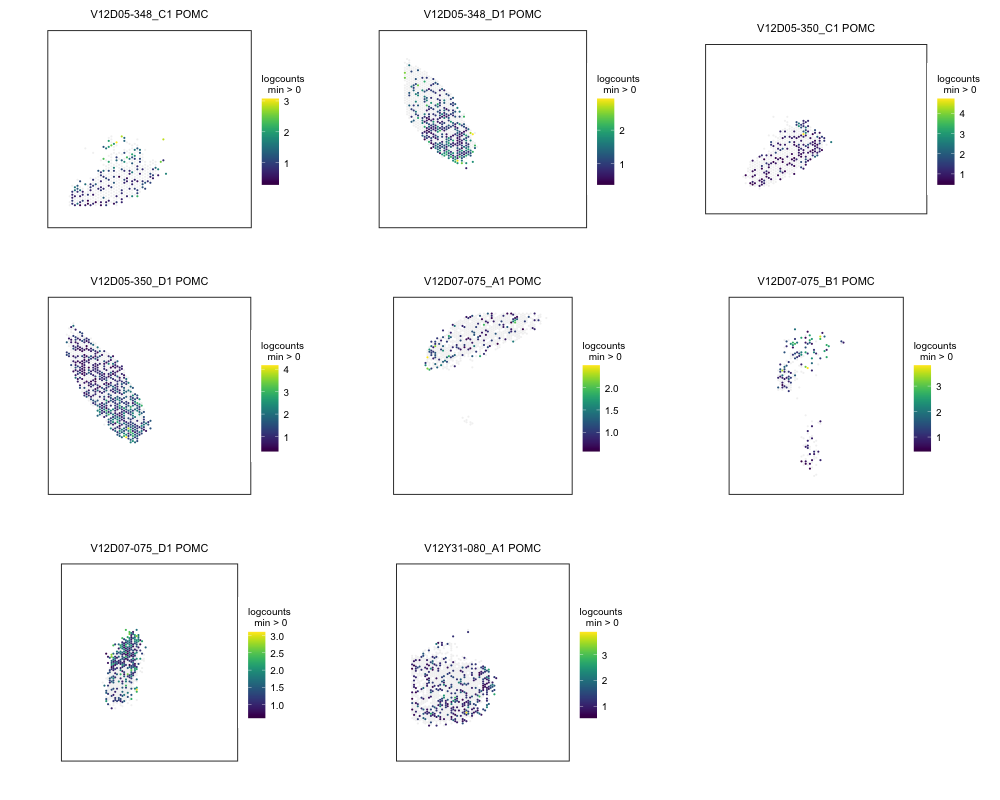 V12D05-348_C1 POMC
logcounts
min > 0
3
2
1
V12D05-348_D1 POMC
logcounts
min > 0
2
1
V12D05-350_C1 POMC
logcounts
min > 0
4
3
2
1
V12D05-350_D1 POMC
logcounts
min > 0
4
3
2
1
V12D07-075_A1 POMC
logcounts
min > 0
2.0
1.5
1.0
V12D07-075_B1 POMC
logcounts
min > 0
3
2
1
V12D07-075_D1 POMC
logcounts
min > 0
3.0
2.5
2.0
1.5
1.0
V12Y31-080_A1 POMC
logcounts
min > 0
3
2
1